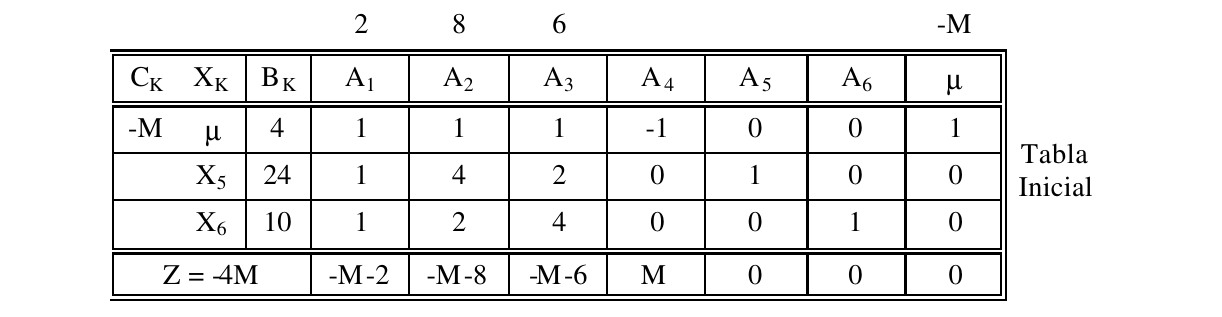 2 8 6 -M
C_K X_K B_K A_1 A_2 A_3 A_4 A_5 A_6 μ
-M μ 4 1 1 1 -1 0 0 1
X_5 24 1 4 2 0 1 0 0
Tabla
Inicial
X_6 10 1 2 4 0 0 1 0
Z = -4M -M-2 -M-8 -M-6 M 0 0 0